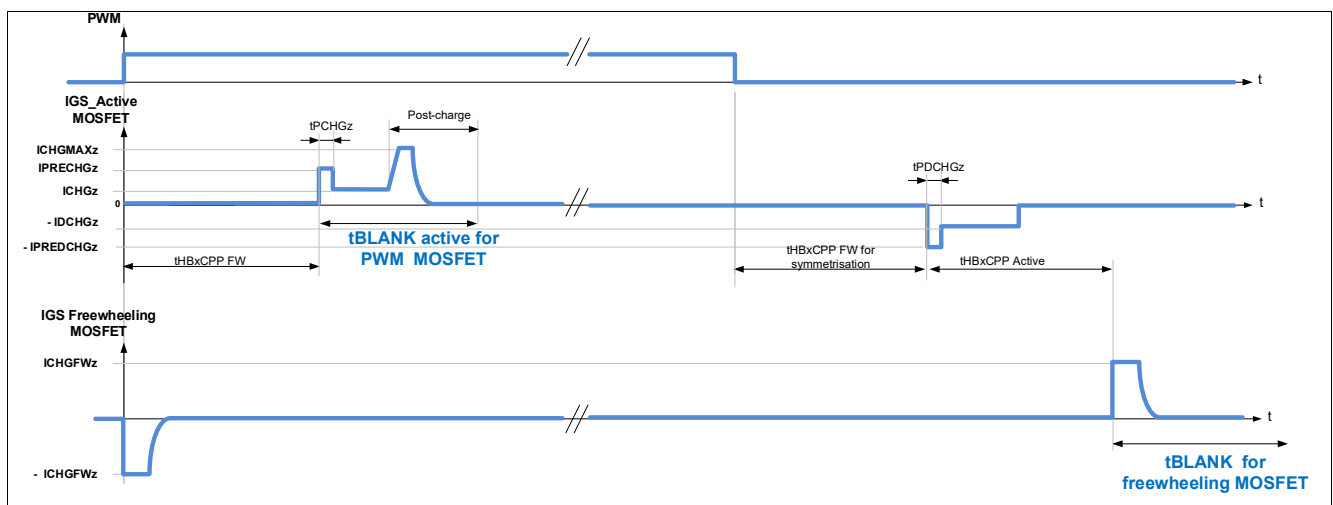 PWM
t
IGS_Active
MOSFET
tPCHGz
Post-charge
ICHGMAXz
IPRECHGz
ICHGz
0
- IDCHGz
- IPREDCHGz
tPDCHGz
t
tBLANK active for
PWM MOSFET
tHBxCPP FW
tHBxCPP FW for
symmetrisation
tHBxCPP Active
IGS Freewheeling
MOSFET
ICHGFWz
t
- ICHGFWz
tBLANK for
freewheeling MOSFET